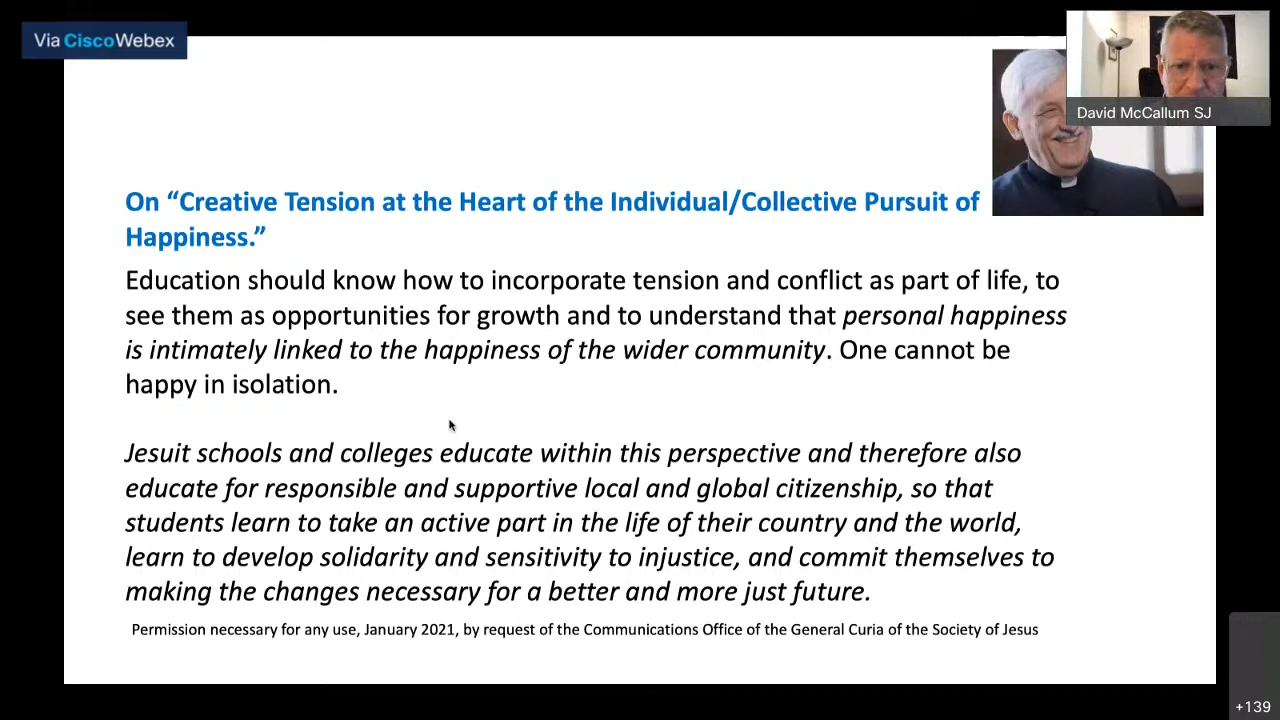 Via Cisco Webex
David McCallum SJ
On “Creative Tension at the Heart of the Individual/Collective Pursuit of
Happiness.”
Education should know how to incorporate tension and conflict as part of life, to
see them as opportunities for growth and to understand that personal happiness
is intimately linked to the happiness of the wider community. One cannot be
happy in isolation.
Jesuit schools and colleges educate within this perspective and therefore also
educate for responsible and supportive local and global citizenship, so that
students learn to take an active part in the life of their country and the world,
learn to develop solidarity and sensitivity to injustice, and commit themselves to
making the changes necessary for a better and more just future.
Permission necessary for any use, January 2021, by request of the Communications Office of the General Curia of the Society of Jesus
+139